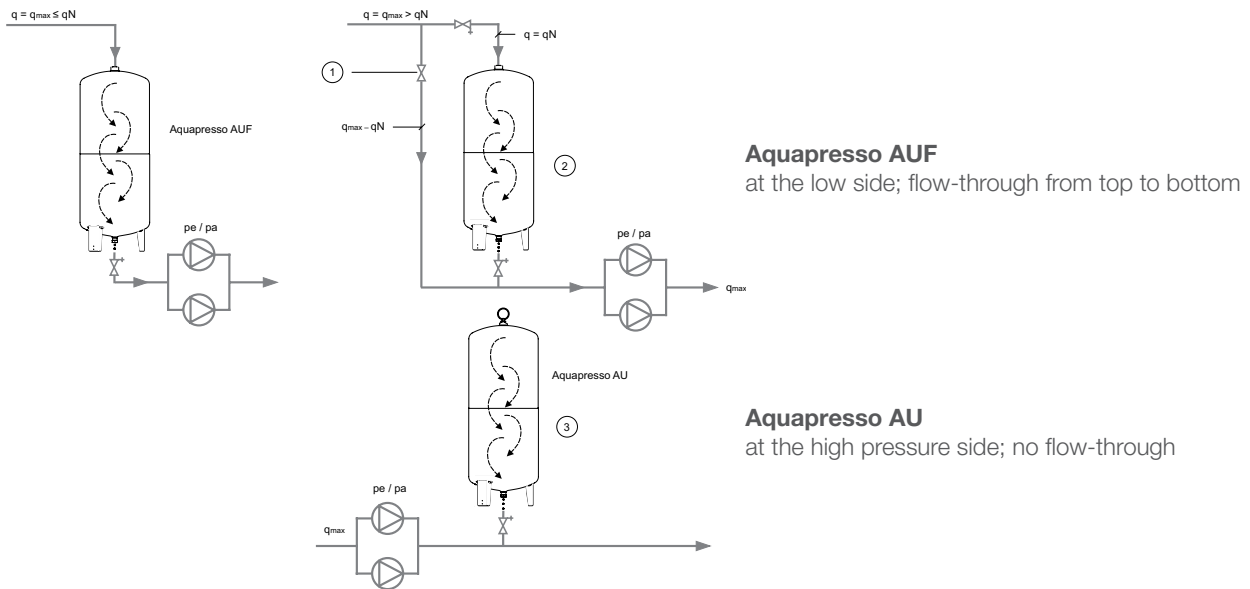 q = qmax ≤ qN
Aquapresso AUF
pe / pa
q = qmax > qN
q = qN
1
qmax – qN
2
pe / pa
qmax
Aquapresso AUF
at the low side; flow-through from top to bottom
Aquapresso AU
3
pe / pa
qmax
Aquapresso AU
at the high pressure side; no flow-through